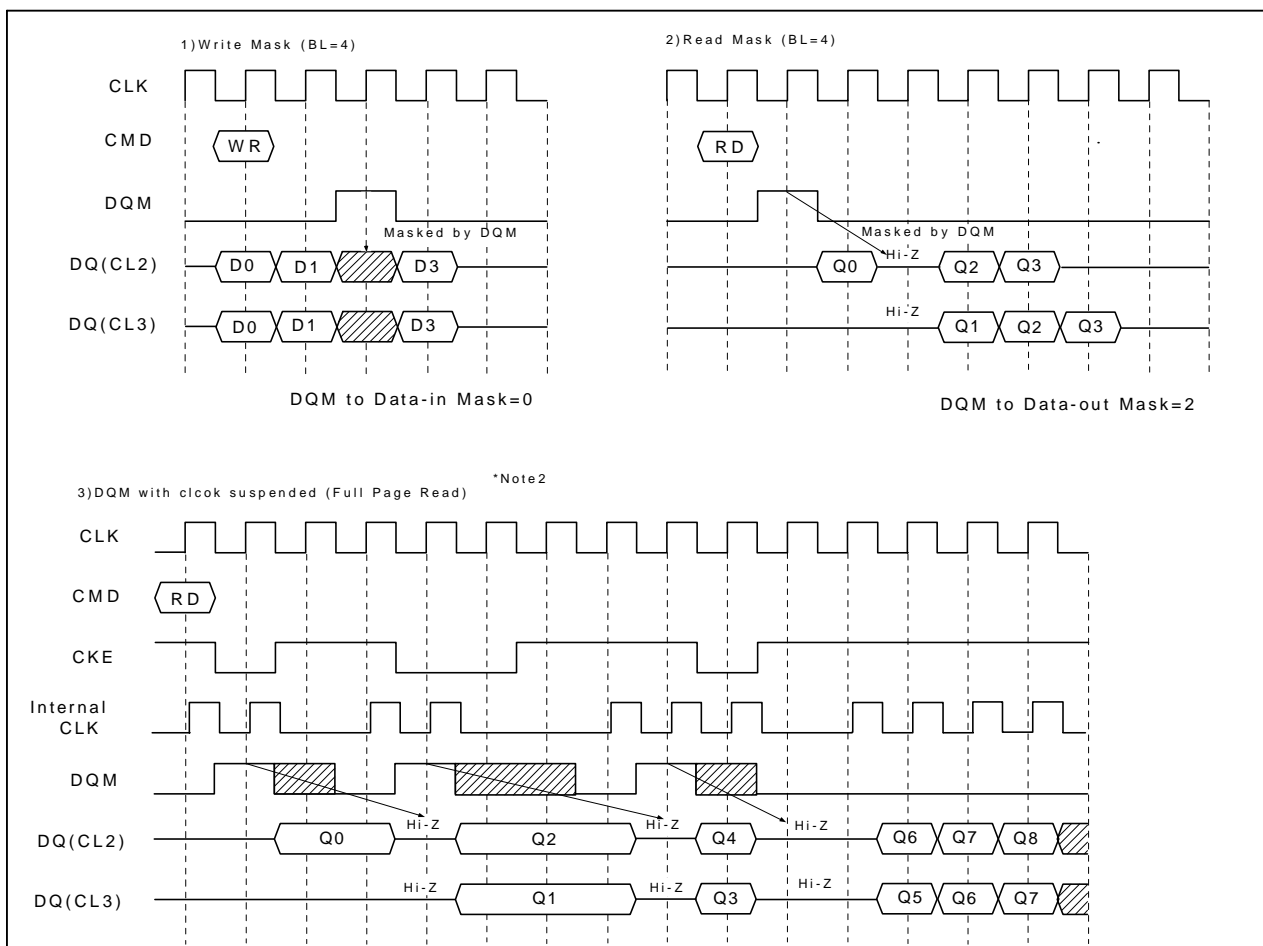 1)Write Mask (BL=4)
CLK
CMD
WR
DQM
Masked by DQM
DQ(CL2)
D0
D1
D3
DQ(CL3)
D0
D1
D3
DQM to Data-in Mask=0
2)Read Mask (BL=4)
RD
Masked by DQM
Hi-Z
Q0
Q2
Q3
Hi-Z
Q1
Q2
Q3
DQM to Data-out Mask=2
*Note2
3)DQM with clcok suspended (Full Page Read)
CLK
CMD
RD
CKE
Internal
CLK
DQM
Hi-Z
Hi-Z
Hi-Z
DQ(CL2)
Q0
Q2
Q4
Q6
Q7
Q8
Hi-Z
Hi-Z
Hi-Z
DQ(CL3)
Q1
Q3
Q5
Q6
Q7